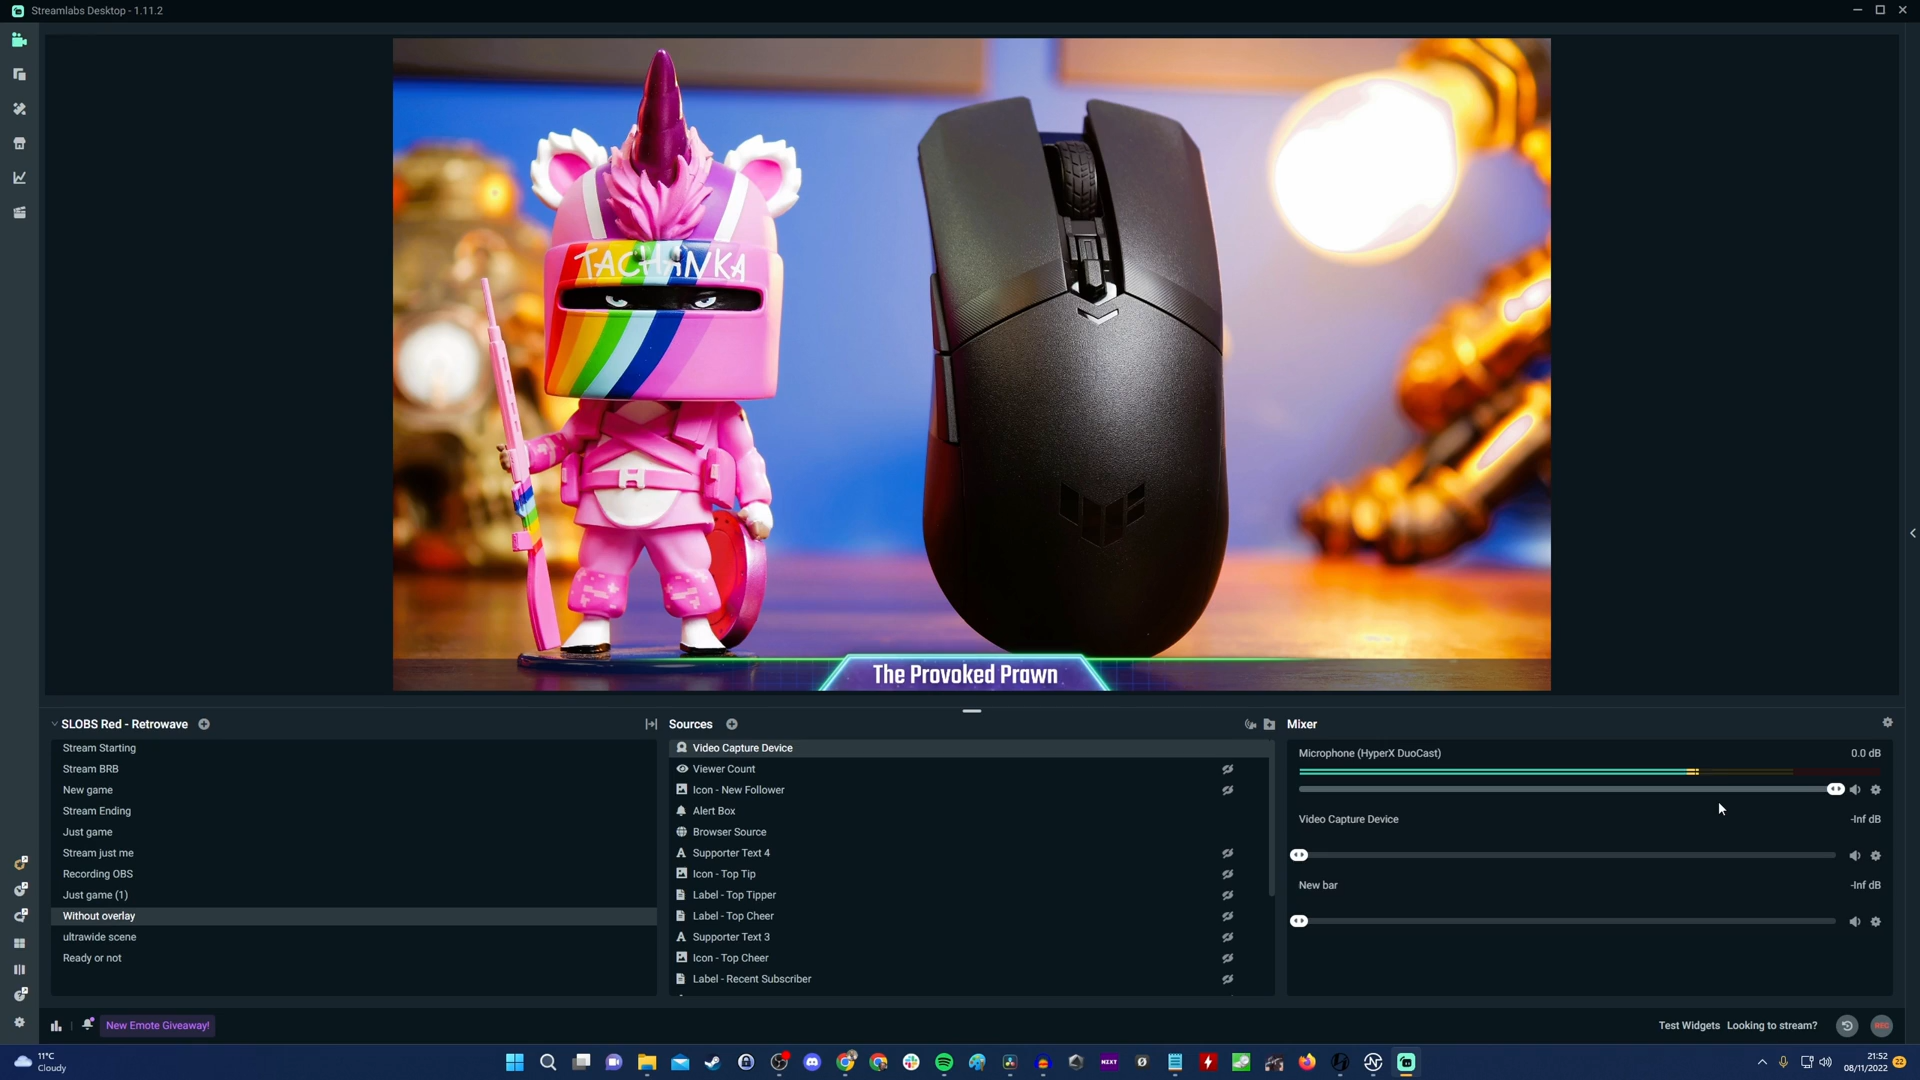 Streamlabs Desktop - 1.11.2
TACHANKA
The Provoked Prawn
SLOBS Red - Retrowave
Stream Starting
Stream BRB
New game
Stream Ending
Just game
Stream just me
Recording OBS
Just game (1)
Without overlay
ultrawide scene
Ready or not
Sources
Video Capture Device
Viewer Count
Icon - New Follower
Alert Box
Browser Source
Supporter Text 4
Icon - Top Tip
Label - Top Tipper
Label - Top Cheer
Supporter Text 3
Icon - Top Cheer
Label - Recent Subscriber
Mixer
Microphone (HyperX DuoCast) 0.0 dB
Video Capture Device -Inf dB
New bar -Inf dB
New Emote Giveaway!
Test Widgets Looking to stream? REC
11°C
Cloudy
NZXT
21:52
08/11/2022
22